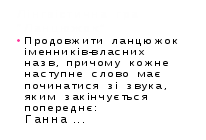 • Продовжити ланцюжок
іменників-власних
назв, причому кожне
наступне слово має
починатися зі звука,
яким закінчується
попереднє:
Ганна ...